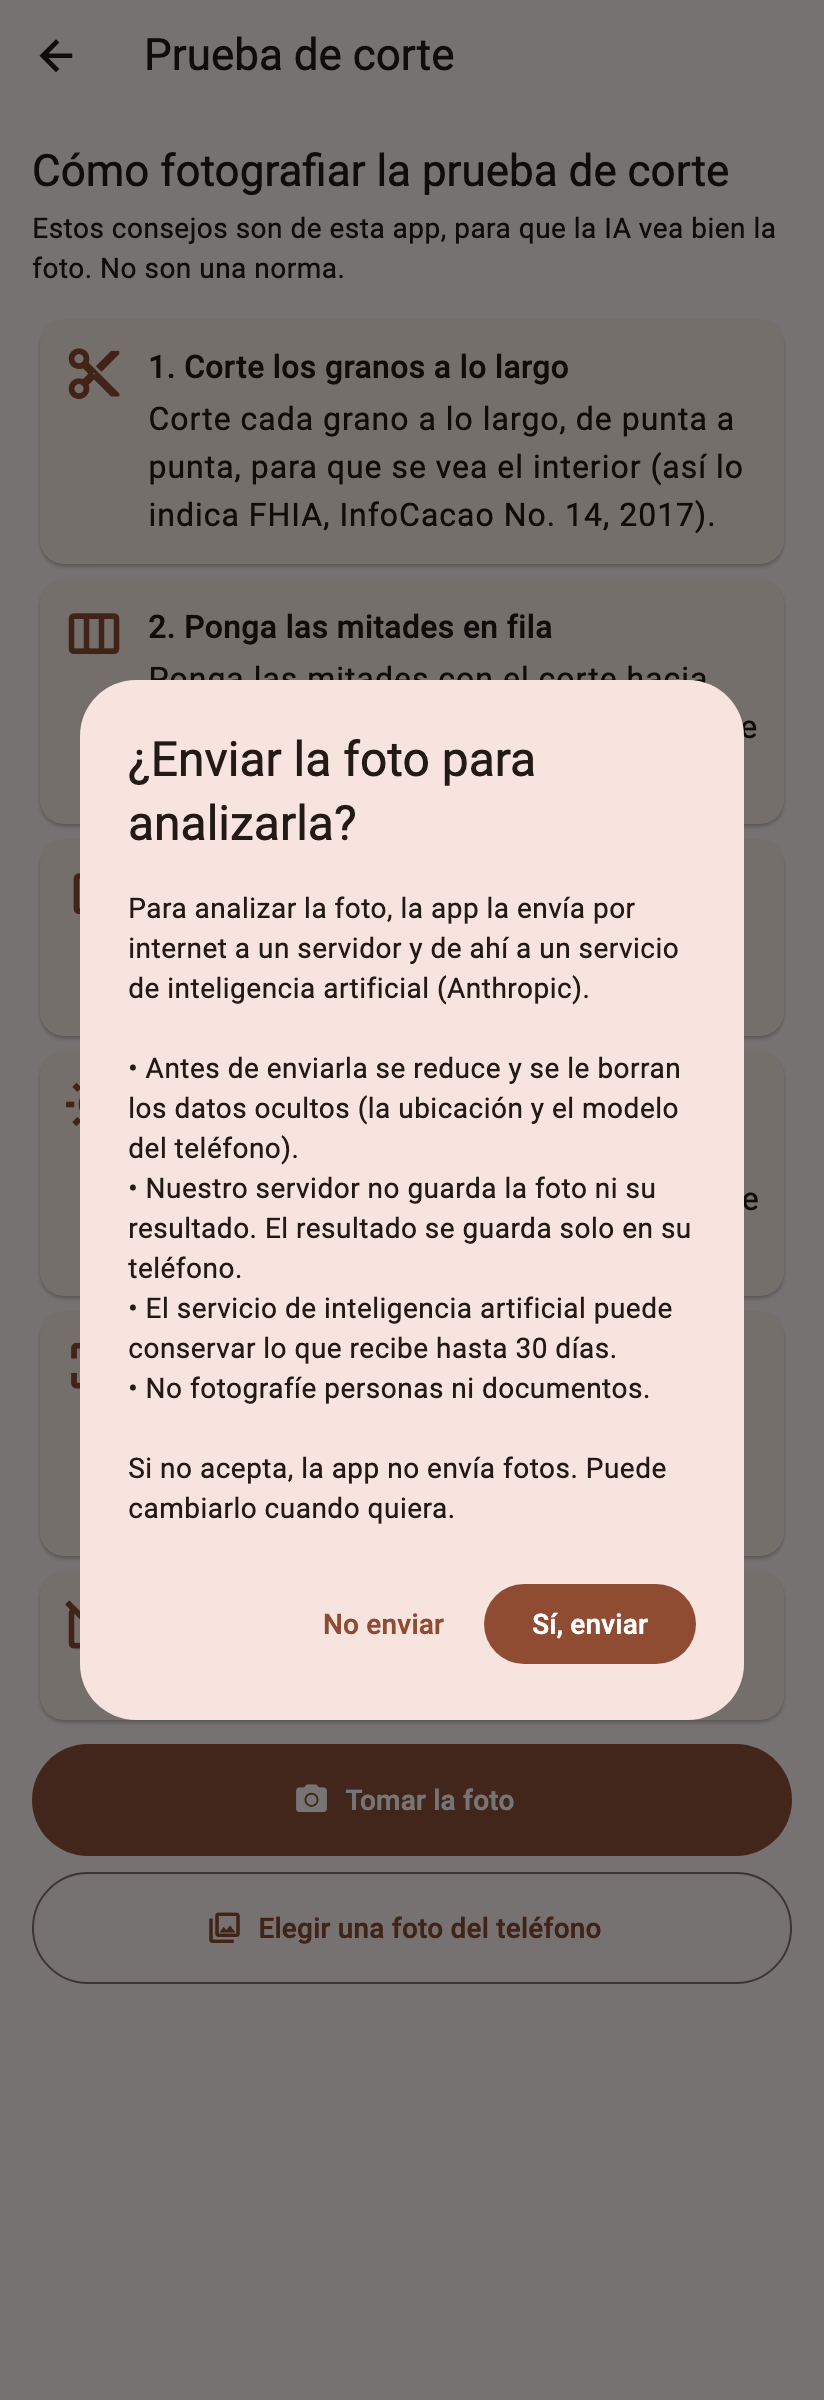 Prueba de corte
Cómo fotografiar la prueba de corte
Estos consejos son de esta app, para que la IA vea bien la
foto. No son una norma.
1. Corte los granos a lo largo
Corte cada grano a lo largo, de punta a
punta, para que se vea el interior (así lo
indica FHIA, InfoCacao No. 14, 2017).
2. Ponga las mitades en fila
Ponga las mitades con el corte hacia
¿Enviar la foto para
analizarla?
Para analizar la foto, la app la envía por
internet a un servidor y de ahí a un servicio
de inteligencia artificial (Anthropic).
• Antes de enviarla se reduce y se le borran
los datos ocultos (la ubicación y el modelo
del teléfono).
• Nuestro servidor no guarda la foto ni su
resultado. El resultado se guarda solo en su
teléfono.
• El servicio de inteligencia artificial puede
conservar lo que recibe hasta 30 días.
• No fotografíe personas ni documentos.
Si no acepta, la app no envía fotos. Puede
cambiarlo cuando quiera.
No enviar
Sí, enviar
Tomar la foto
Elegir una foto del teléfono